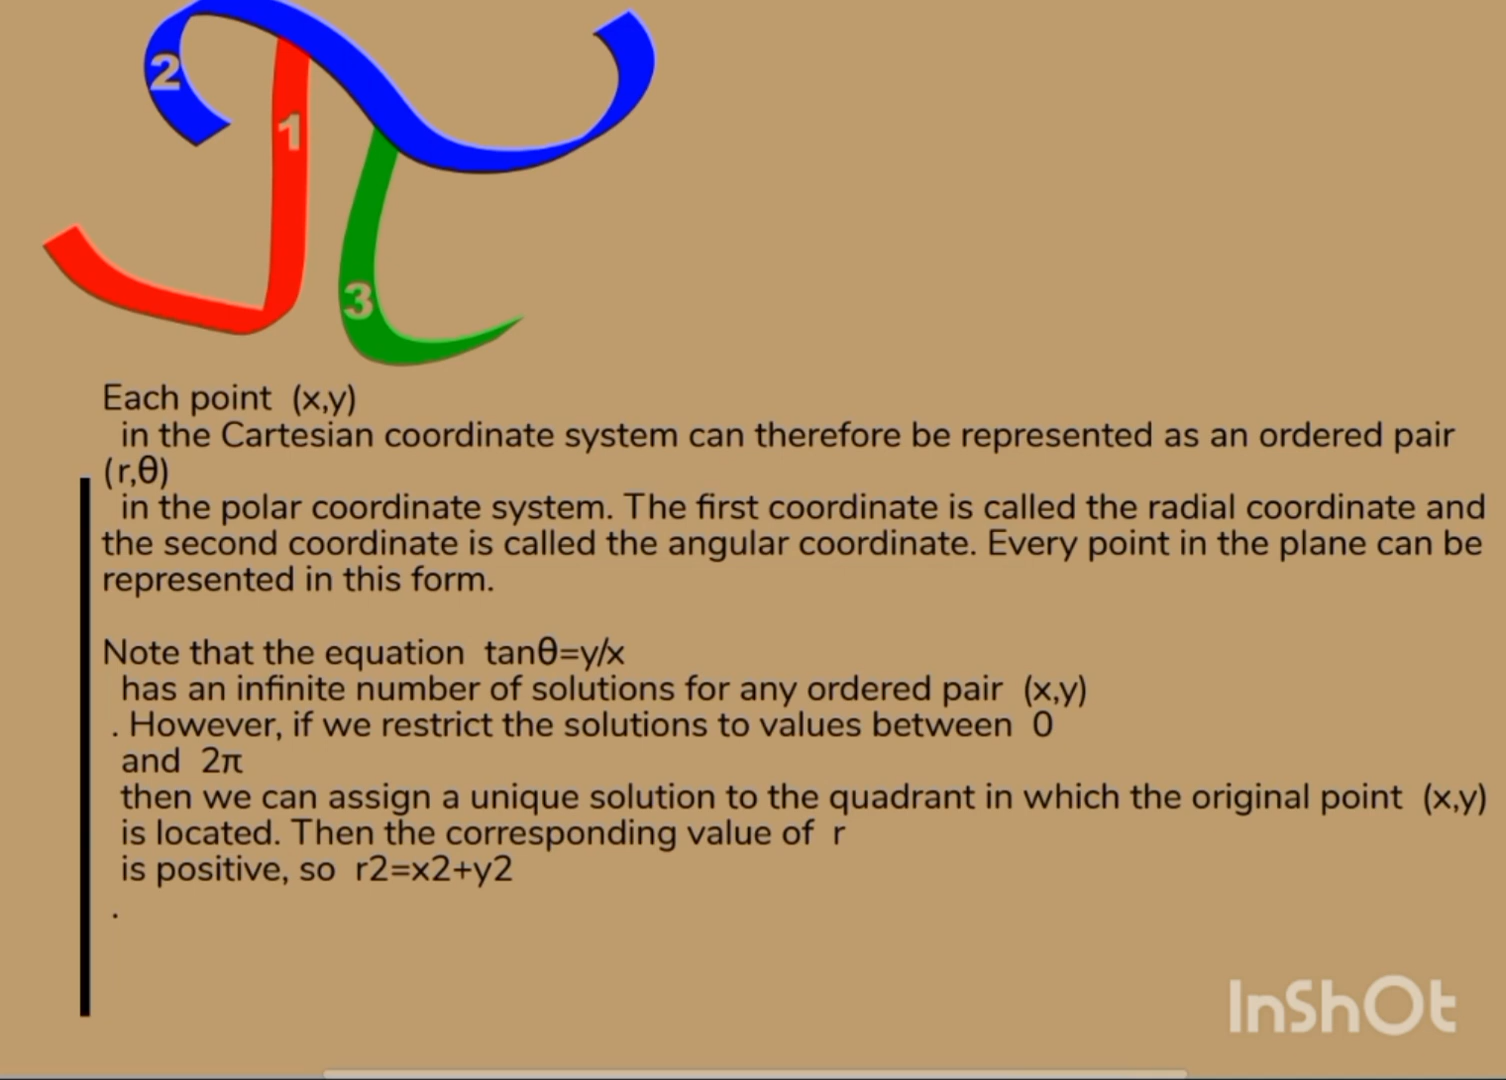 2
1
3
Each point (x,y)
in the Cartesian coordinate system can therefore be represented as an ordered pair
(r,θ)
in the polar coordinate system. The first coordinate is called the radial coordinate and
the second coordinate is called the angular coordinate. Every point in the plane can be
represented in this form.
Note that the equation tanθ=y/x
has an infinite number of solutions for any ordered pair (x,y)
. However, if we restrict the solutions to values between 0
and 2π
then we can assign a unique solution to the quadrant in which the original point (x,y)
is located. Then the corresponding value of r
is positive, so r2=x2+y2
.
InShOt